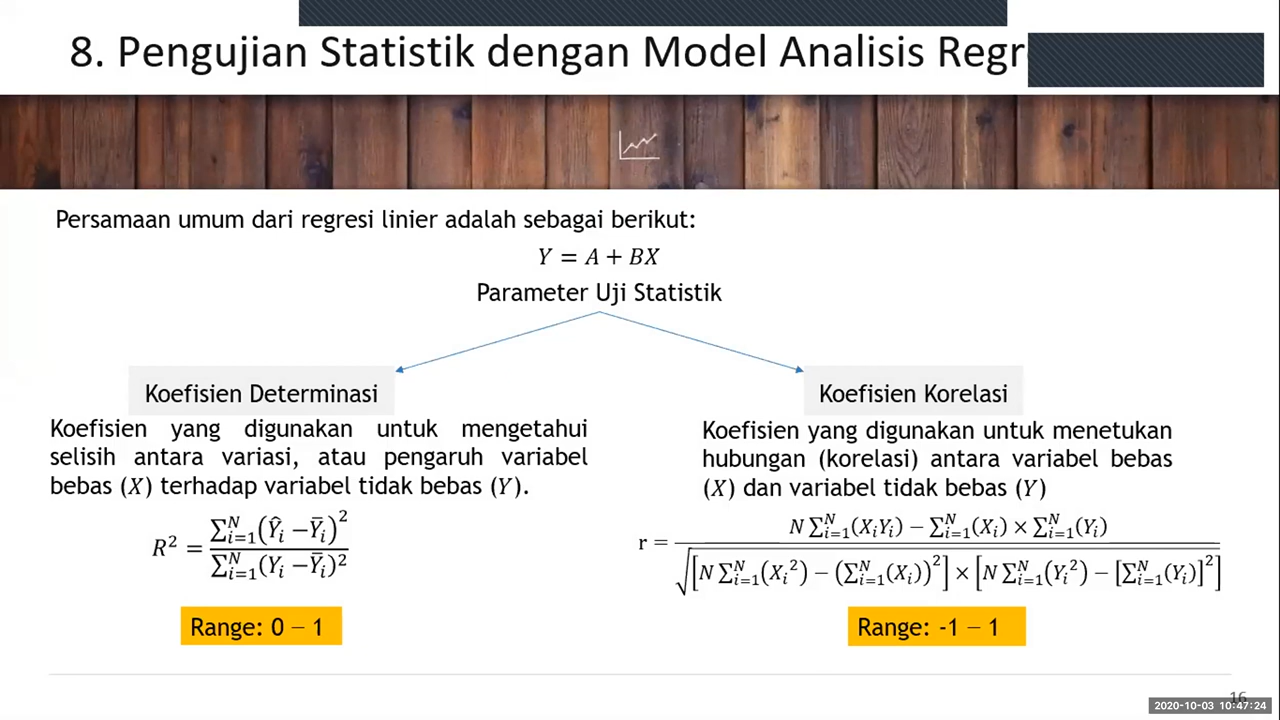 8. Pengujian Statistik dengan Model Analisis
Persamaan umum dari regresi linier adalah sebagai berikut:
Y = A + BX
Parameter Uji Statistik
Koefisien Determinasi
Koefisien yang digunakan untuk mengetahui
selisih antara variasi, atau pengaruh variabel
bebas (X) terhadap variabel tidak bebas (Y).
R² = ∑ᵢ₌₁ᴺ(Ŷᵢ −Ȳᵢ)² / ∑ᵢ₌₁ᴺ(Yᵢ −Ȳᵢ)²
Range: 0 – 1
Koefisien Korelasi
Koefisien yang digunakan untuk menetukan
hubungan (korelasi) antara variabel bebas
(X) dan variabel tidak bebas (Y)
r = N ∑ᵢ₌₁ᴺ(XᵢYᵢ) − ∑ᵢ₌₁ᴺ(Xᵢ) × ∑ᵢ₌₁ᴺ(Yᵢ) / √[N ∑ᵢ₌₁ᴺ(Xᵢ²) − (∑ᵢ₌₁ᴺ(Xᵢ))²] × [N ∑ᵢ₌₁ᴺ(Yᵢ²) − [∑ᵢ₌₁ᴺ(Yᵢ)]²]
Range: -1 – 1
16
2020-10-03 10:47:24